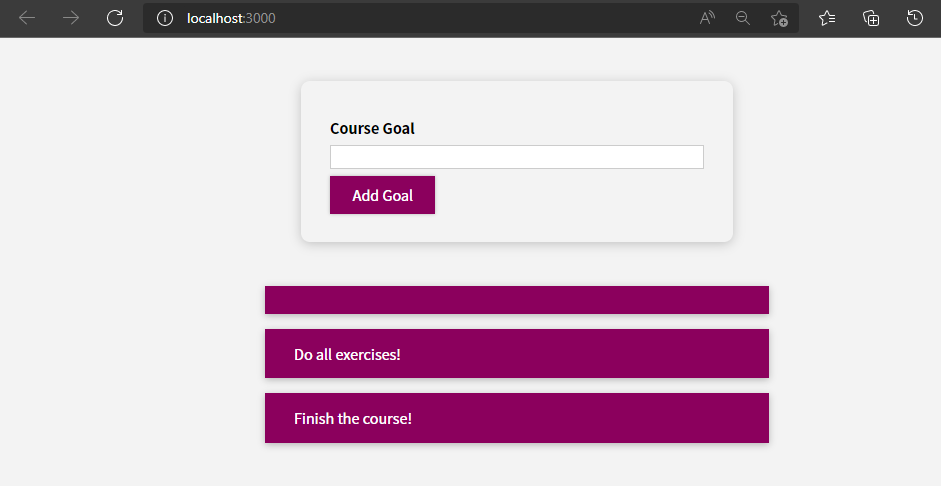 localhost:3000
Course Goal
Add Goal
Do all exercises!
Finish the course!